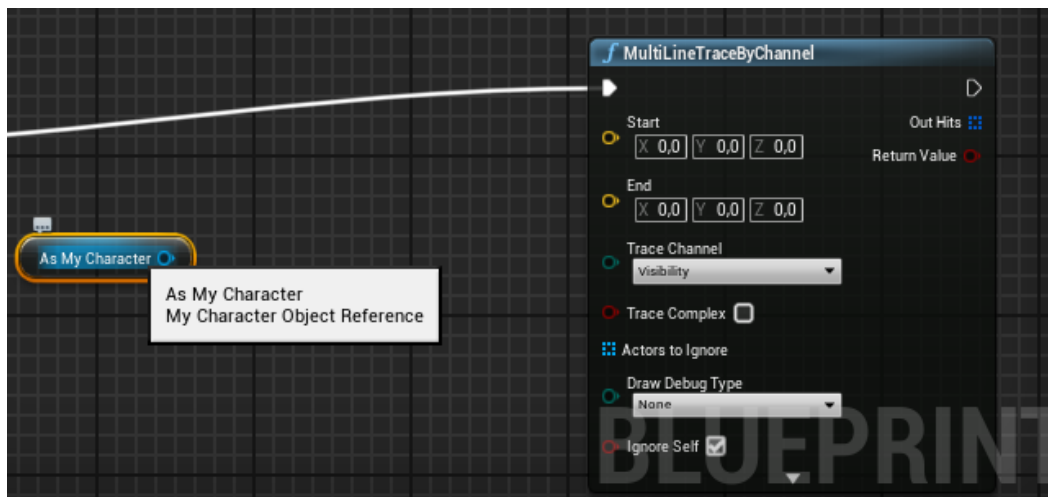 MultiLineTraceByChannel
Start
X 0,0 Y 0,0 Z 0,0
Out Hits
Return Value
End
X 0,0 Y 0,0 Z 0,0
As My Character
As My Character
My Character Object Reference
Trace Channel
Visibility
Trace Complex
Actors to Ignore
Draw Debug Type
None
Ignore Self
BLUEPRINT